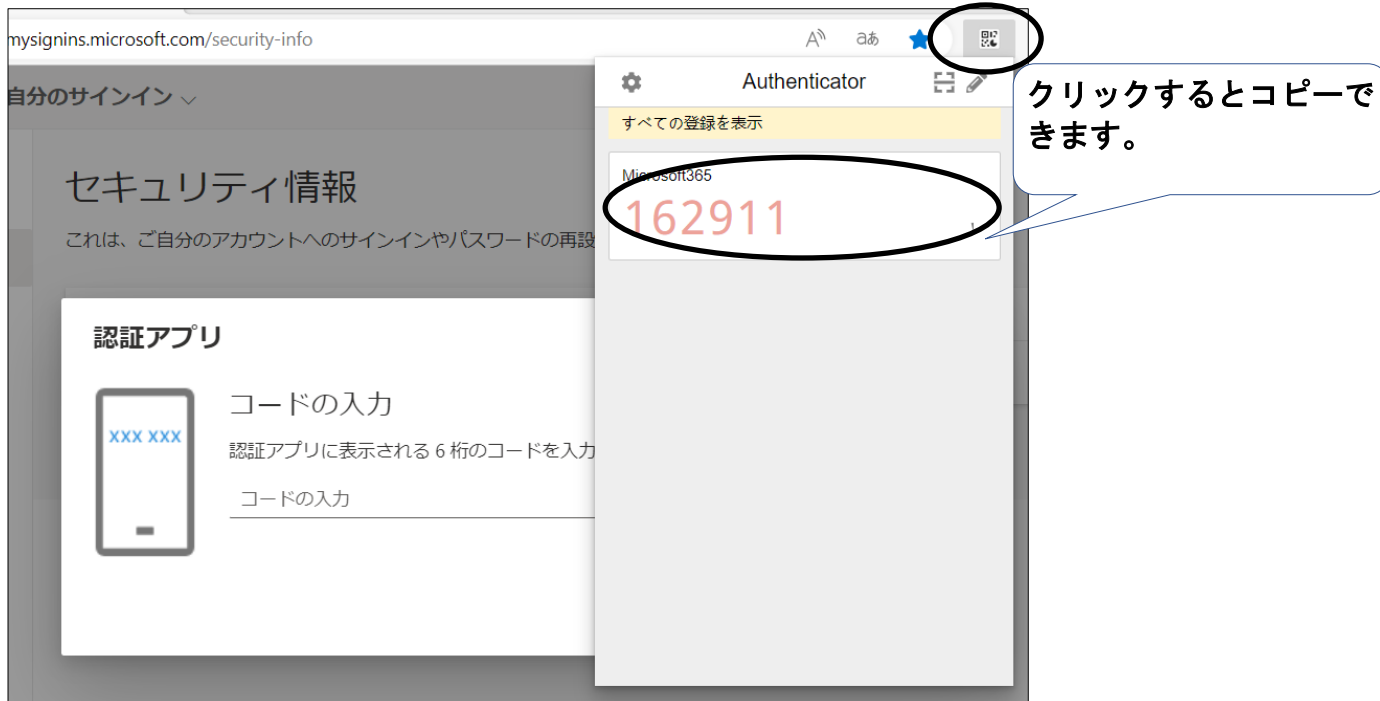 mysignins.microsoft.com/security-info
A
aあ
自分のサインイン
Authenticator
クリックするとコピーで
きます。
すべての登録を表示
セキュリティ情報
Microsoft365
162911
これは、ご自分のアカウントへのサインインやパスワードの再設
認証アプリ
コードの入力
XXX XXX
認証アプリに表示される 6 桁のコードを入力
コードの入力